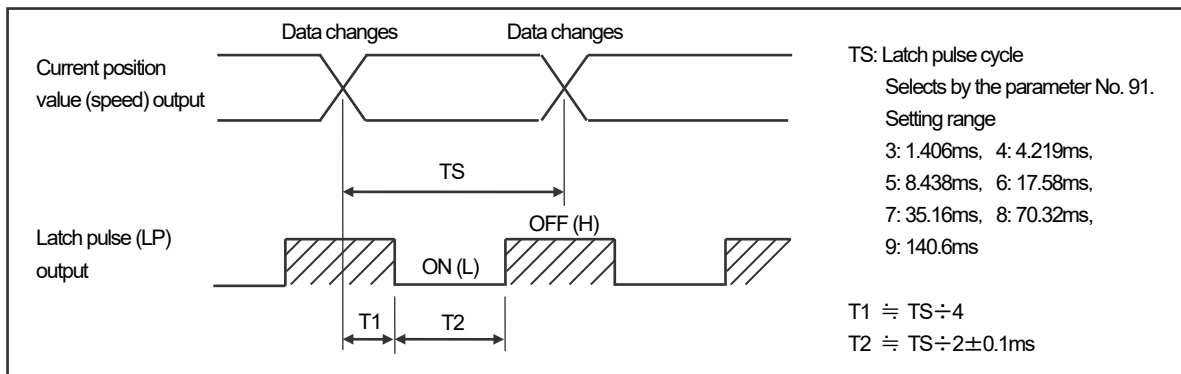 Data changes
Data changes
Current position
value (speed) output
TS
Latch pulse (LP)
output
OFF (H)
ON (L)
T1
T2
TS: Latch pulse cycle
Selects by the parameter No. 91.
Setting range
3: 1.406ms, 4: 4.219ms,
5: 8.438ms, 6: 17.58ms,
7: 35.16ms, 8: 70.32ms,
9: 140.6ms
T1 ≒ TS÷4
T2 ≒ TS÷2±0.1ms